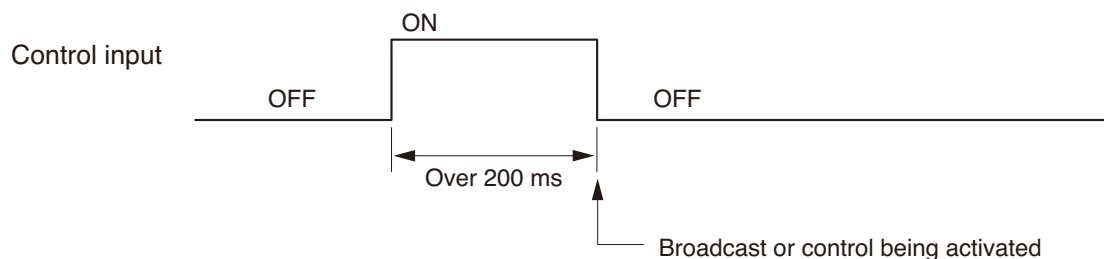 ON
Control input
OFF
OFF
Over 200 ms
Broadcast or control being activated